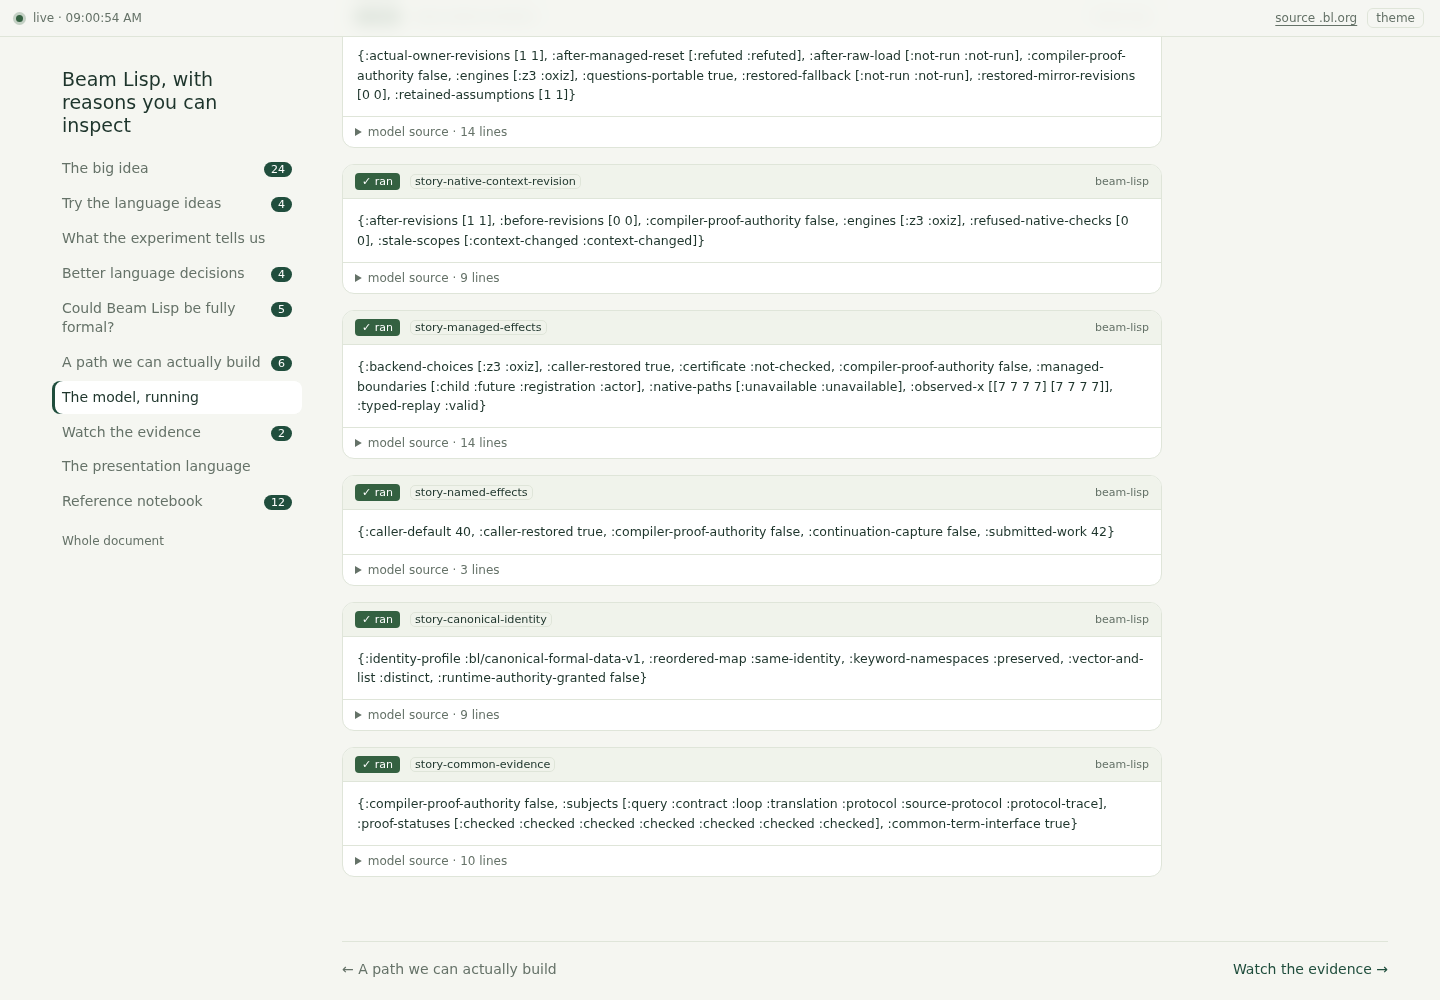 live · 09:00:54 AM
source .bl.org
theme
Beam Lisp, with
reasons you can
inspect
The big idea 24
Try the language ideas 4
What the experiment tells us
Better language decisions 4
Could Beam Lisp be fully
formal? 5
A path we can actually build 6
The model, running
Watch the evidence 2
The presentation language
Reference notebook 12
Whole document
{:actual-owner-revisions [1 1], :after-managed-reset [:refuted :refuted], :after-raw-load [:not-run :not-run], :compiler-proof-
authority false, :engines [:z3 :oxiz], :questions-portable true, :restored-fallback [:not-run :not-run], :restored-mirror-revisions
[0 0], :retained-assumptions [1 1]}
▶ model source · 14 lines
✓ ran story-native-context-revision beam-lisp
{:after-revisions [1 1], :before-revisions [0 0], :compiler-proof-authority false, :engines [:z3 :oxiz], :refused-native-checks [0
0], :stale-scopes [:context-changed :context-changed]}
▶ model source · 9 lines
✓ ran story-managed-effects beam-lisp
{:backend-choices [:z3 :oxiz], :caller-restored true, :certificate :not-checked, :compiler-proof-authority false, :managed-
boundaries [:child :future :registration :actor], :native-paths [:unavailable :unavailable], :observed-x [[7 7 7 7] [7 7 7 7]],
:typed-replay :valid}
▶ model source · 14 lines
✓ ran story-named-effects beam-lisp
{:caller-default 40, :caller-restored true, :compiler-proof-authority false, :continuation-capture false, :submitted-work 42}
▶ model source · 3 lines
✓ ran story-canonical-identity beam-lisp
{:identity-profile :bl/canonical-formal-data-v1, :reordered-map :same-identity, :keyword-namespaces :preserved, :vector-and-
list :distinct, :runtime-authority-granted false}
▶ model source · 9 lines
✓ ran story-common-evidence beam-lisp
{:compiler-proof-authority false, :subjects [:query :contract :loop :translation :protocol :source-protocol :protocol-trace],
:proof-statuses [:checked :checked :checked :checked :checked :checked :checked], :common-term-interface true}
▶ model source · 10 lines
← A path we can actually build
Watch the evidence →